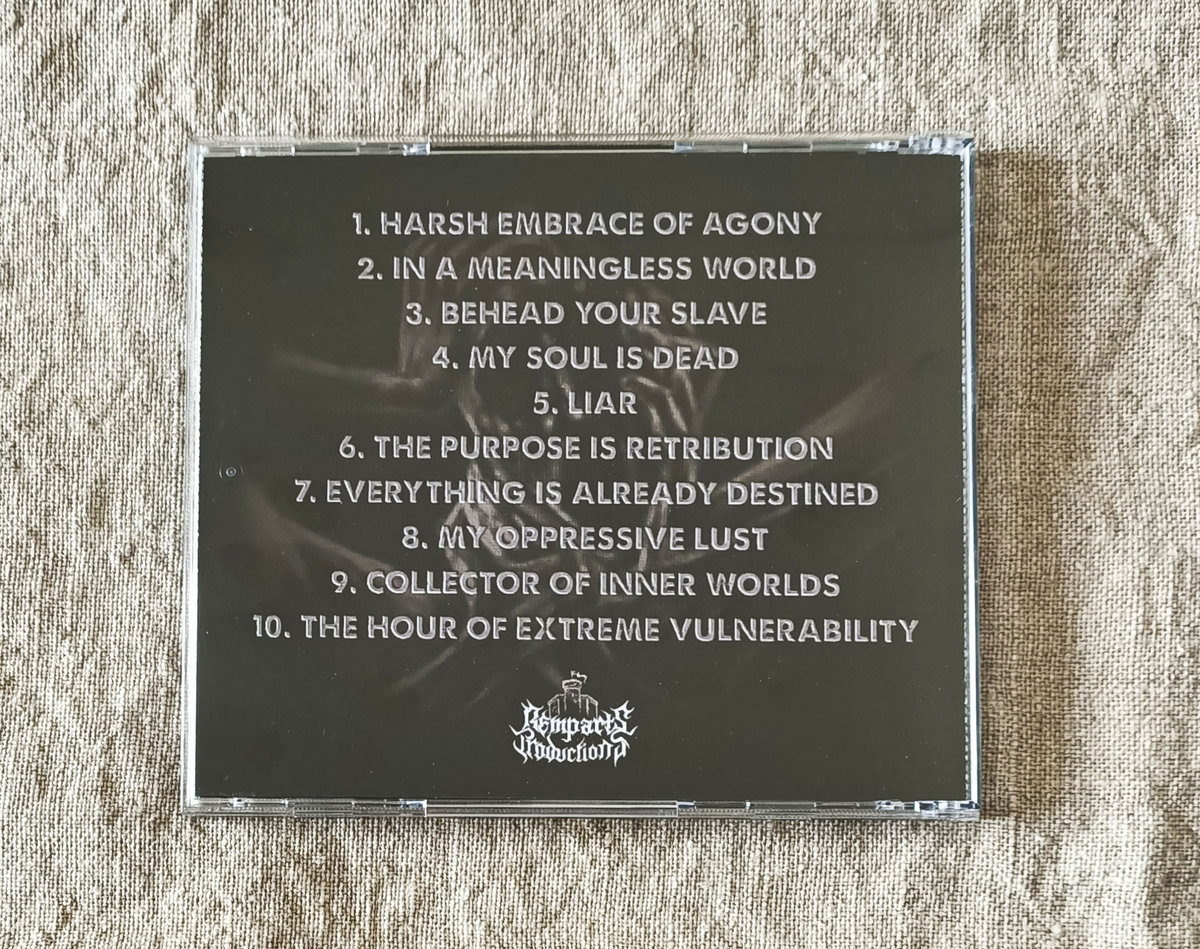 1. HARSH EMBRACE OF AGONY
2. IN A MEANINGLESS WORLD
3. BEHEAD YOUR SLAVE
4. MY SOUL IS DEAD
5. LIAR
6. THE PURPOSE IS RETRIBUTION
7. EVERYTHING IS ALREADY DESTINED
8. MY OPPRESSIVE LUST
9. COLLECTOR OF INNER WORLDS
10. THE HOUR OF EXTREME VULNERABILITY
Remparts
Productions